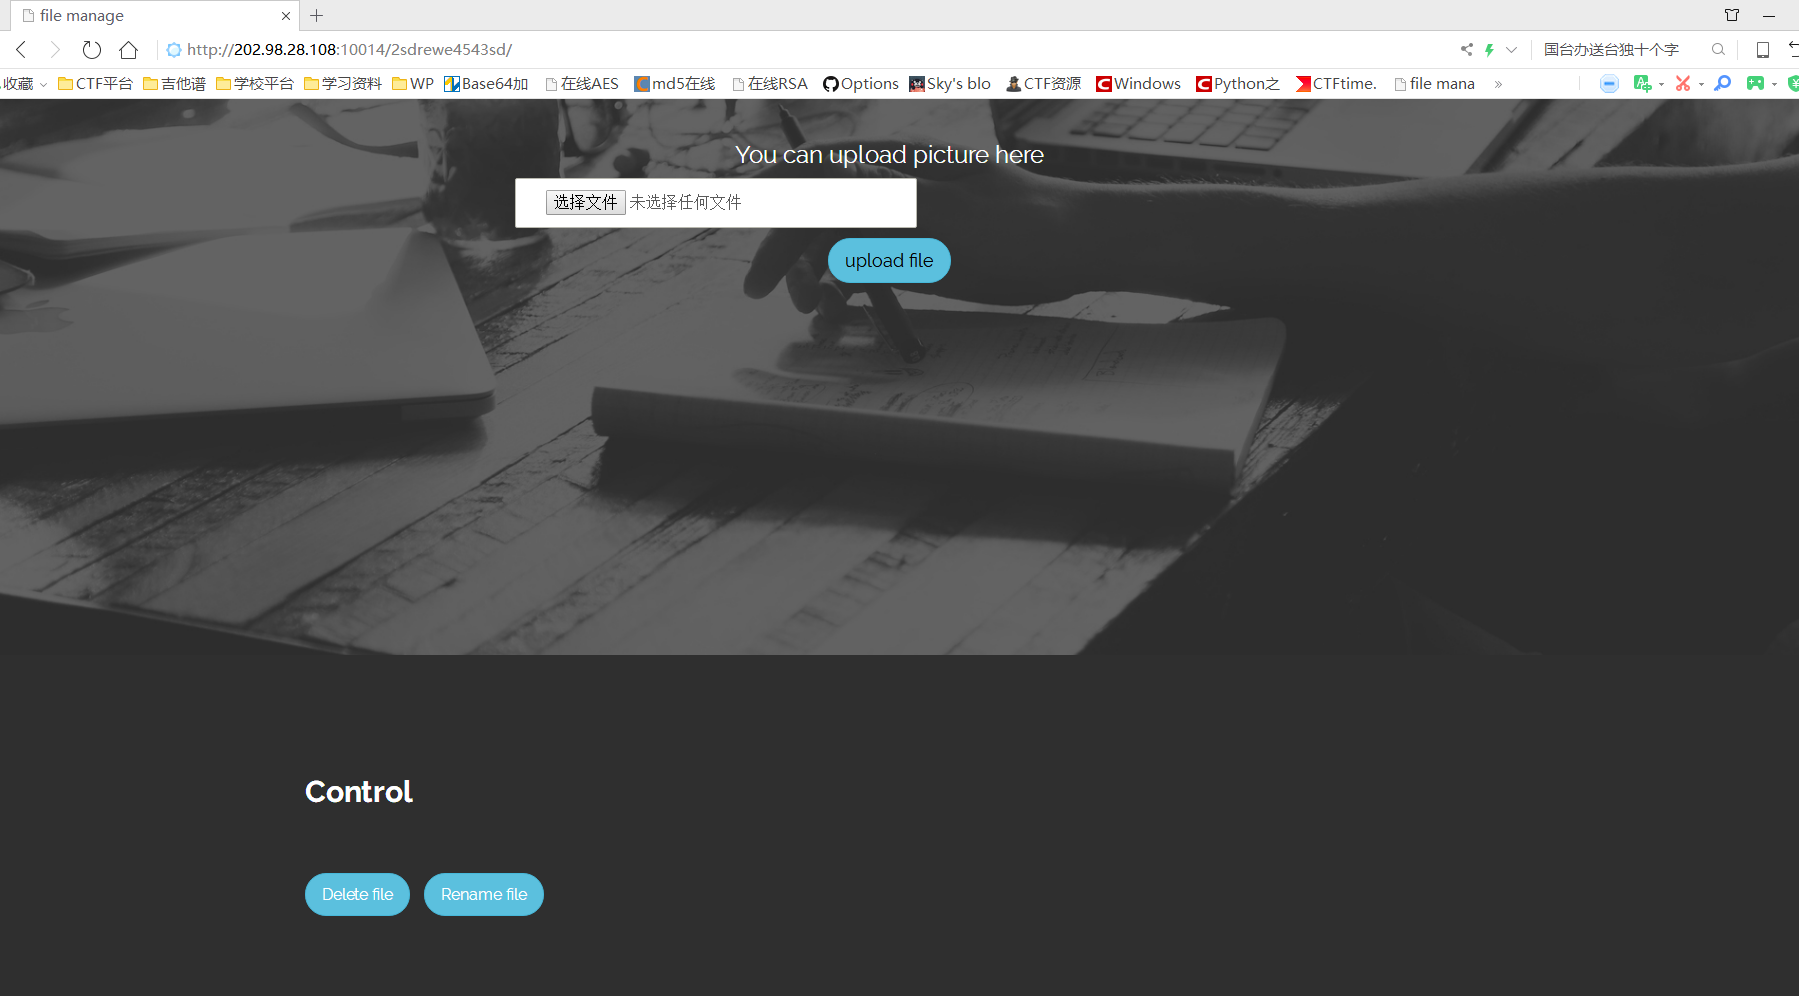 file manage
http://202.98.28.108:10014/2sdrewe4543sd/
国台办送台独十个字
收藏 CTF平台 吉他谱 学校平台 学习资料 WP Base64加 在线AES md5在线 在线RSA Options Sky's blo CTF资源 Windows Python之 CTFtime. file mana »
You can upload picture here
选择文件 未选择任何文件
upload file
Control
Delete file Rename file